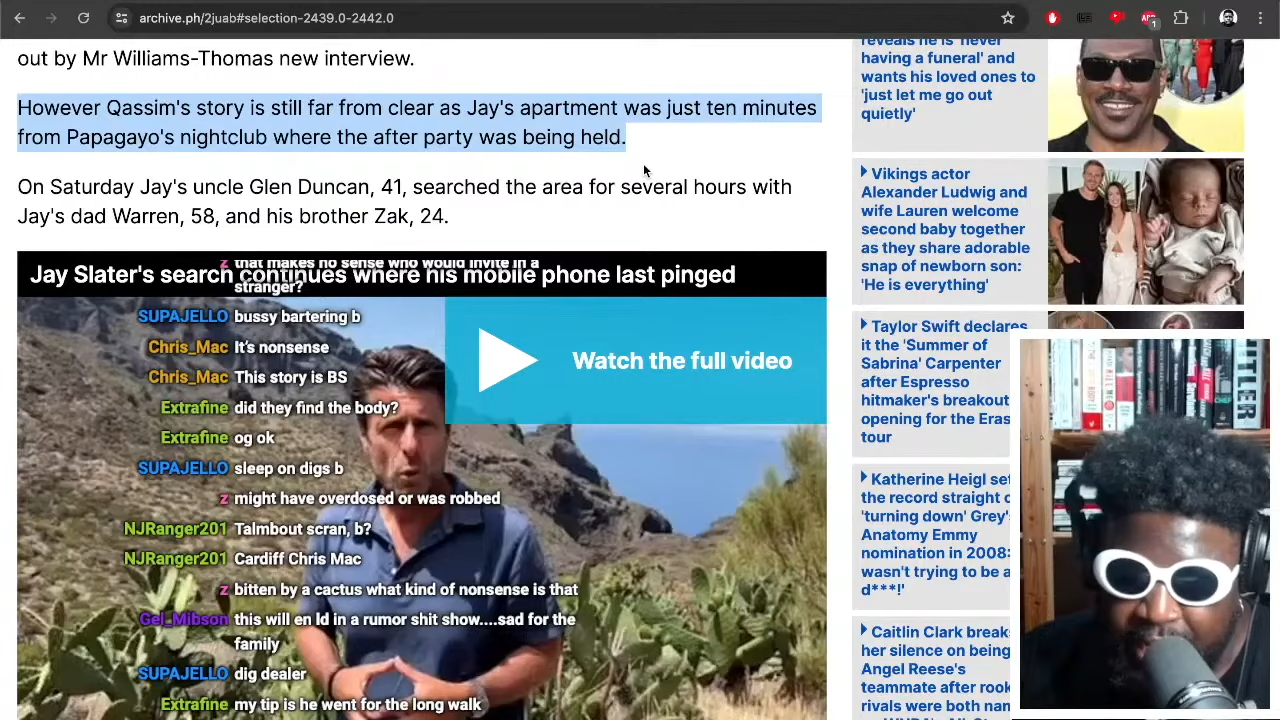 archive.ph/2juab#selection-2439.0-2442.0
1
out by Mr Williams-Thomas new interview.
However Qassim's story is still far from clear as Jay's apartment was just ten minutes
from Papagayo's nightclub where the after party was being held.
On Saturday Jay's uncle Glen Duncan, 41, searched the area for several hours with
Jay's dad Warren, 58, and his brother Zak, 24.
Jay Slater's search continues where his mobile phone last pinged
Watch the full video
z that makes no sense who would invite in a
stranger?
SUPAJELLO bussy bartering b
Chris_Mac It's nonsense
Chris_Mac This story is BS
Extrafine did they find the body?
Extrafine og ok
SUPAJELLO sleep on digs b
z might have overdosed or was robbed
NJRanger201 Talmbout scran, b?
NJRanger201 Cardiff Chris Mac
z bitten by a cactus what kind of nonsense is that
Gel_Mibson this will en ld in a rumor shit show....sad for the
family
SUPAJELLO dig dealer
Extrafine my tip is he went for the long walk
reveals he is 'never
having a funeral' and
wants his loved ones to
'just let me go out
quietly'
Vikings actor
Alexander Ludwig and
wife Lauren welcome
second baby together
as they share adorable
snap of newborn son:
'He is everything'
Taylor Swift declares
it the 'Summer of
Sabrina' Carpenter
after Espresso
hitmaker's breakout
opening for the Eras
tour
Katherine Heigl set
the record straight
'turning down' Grey's
Anatomy Emmy
nomination in 2008:
wasn't trying to be a
d***!'
Caitlin Clark break
her silence on being
Angel Reese's
teammate after rook
rivals were both nam
HITLER